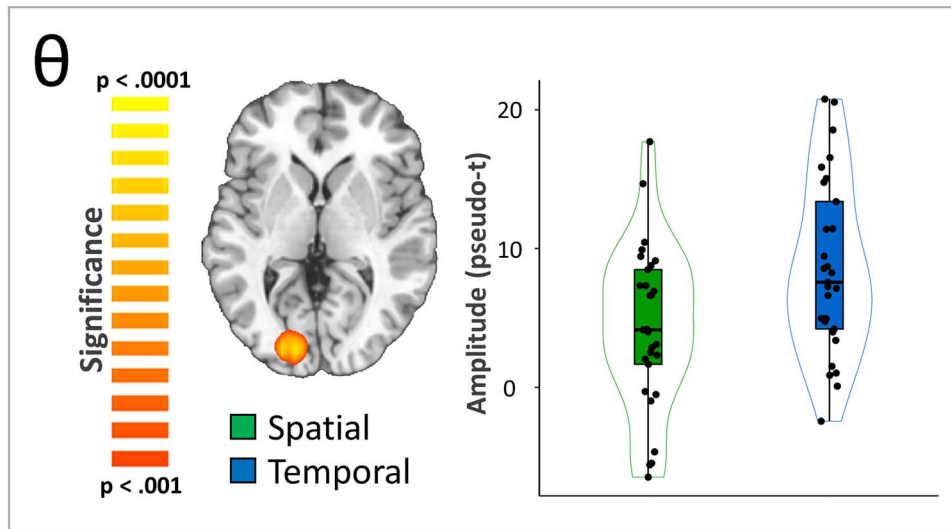 θ
p < .0001
Significance
p < .001
Spatial
Temporal
Amplitude (pseudo-t)
20
10
0